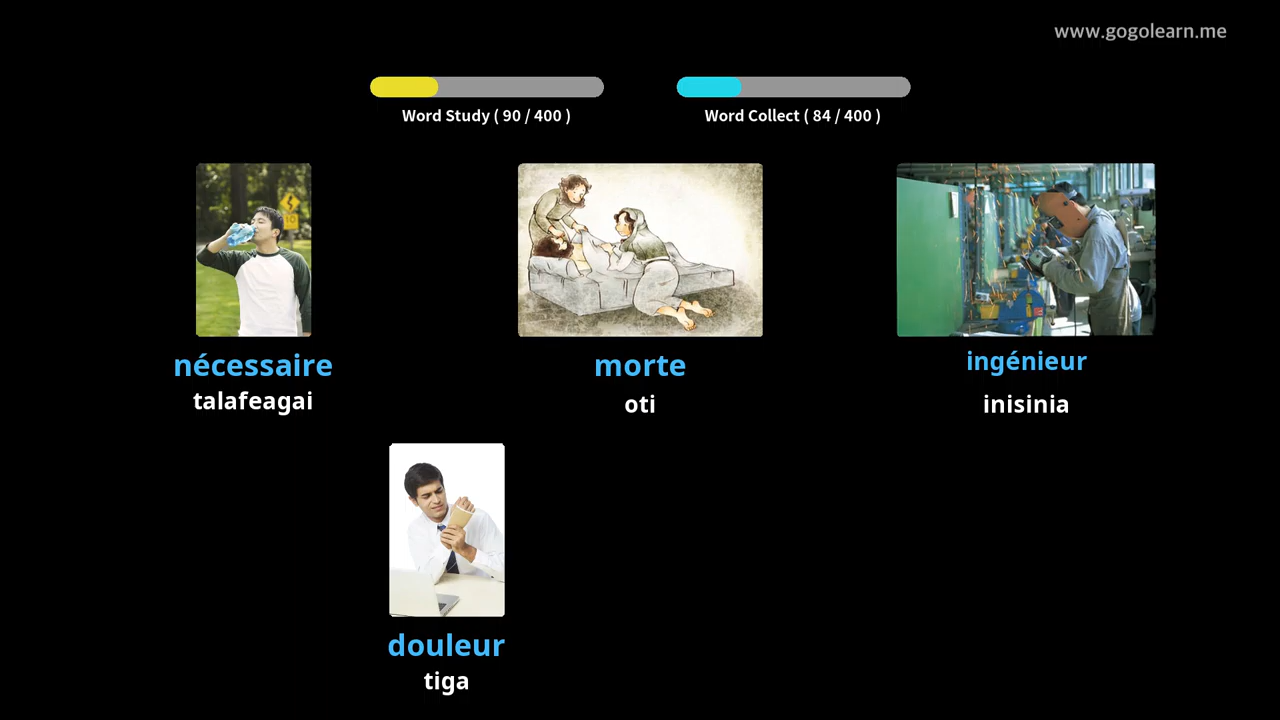 www.gogolearn.me
Word Study ( 90 / 400 )
Word Collect ( 84 / 400 )
10
nécessaire
talafeagai
morte
oti
ingénieur
inisinia
douleur
tiga